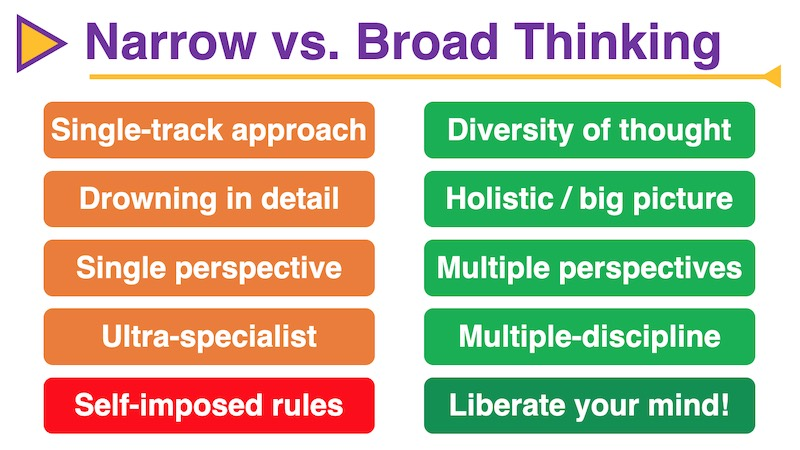 Narrow vs. Broad Thinking
Single-track approach
Diversity of thought
Drowning in detail
Holistic / big picture
Single perspective
Multiple perspectives
Ultra-specialist
Multiple-discipline
Self-imposed rules
Liberate your mind!